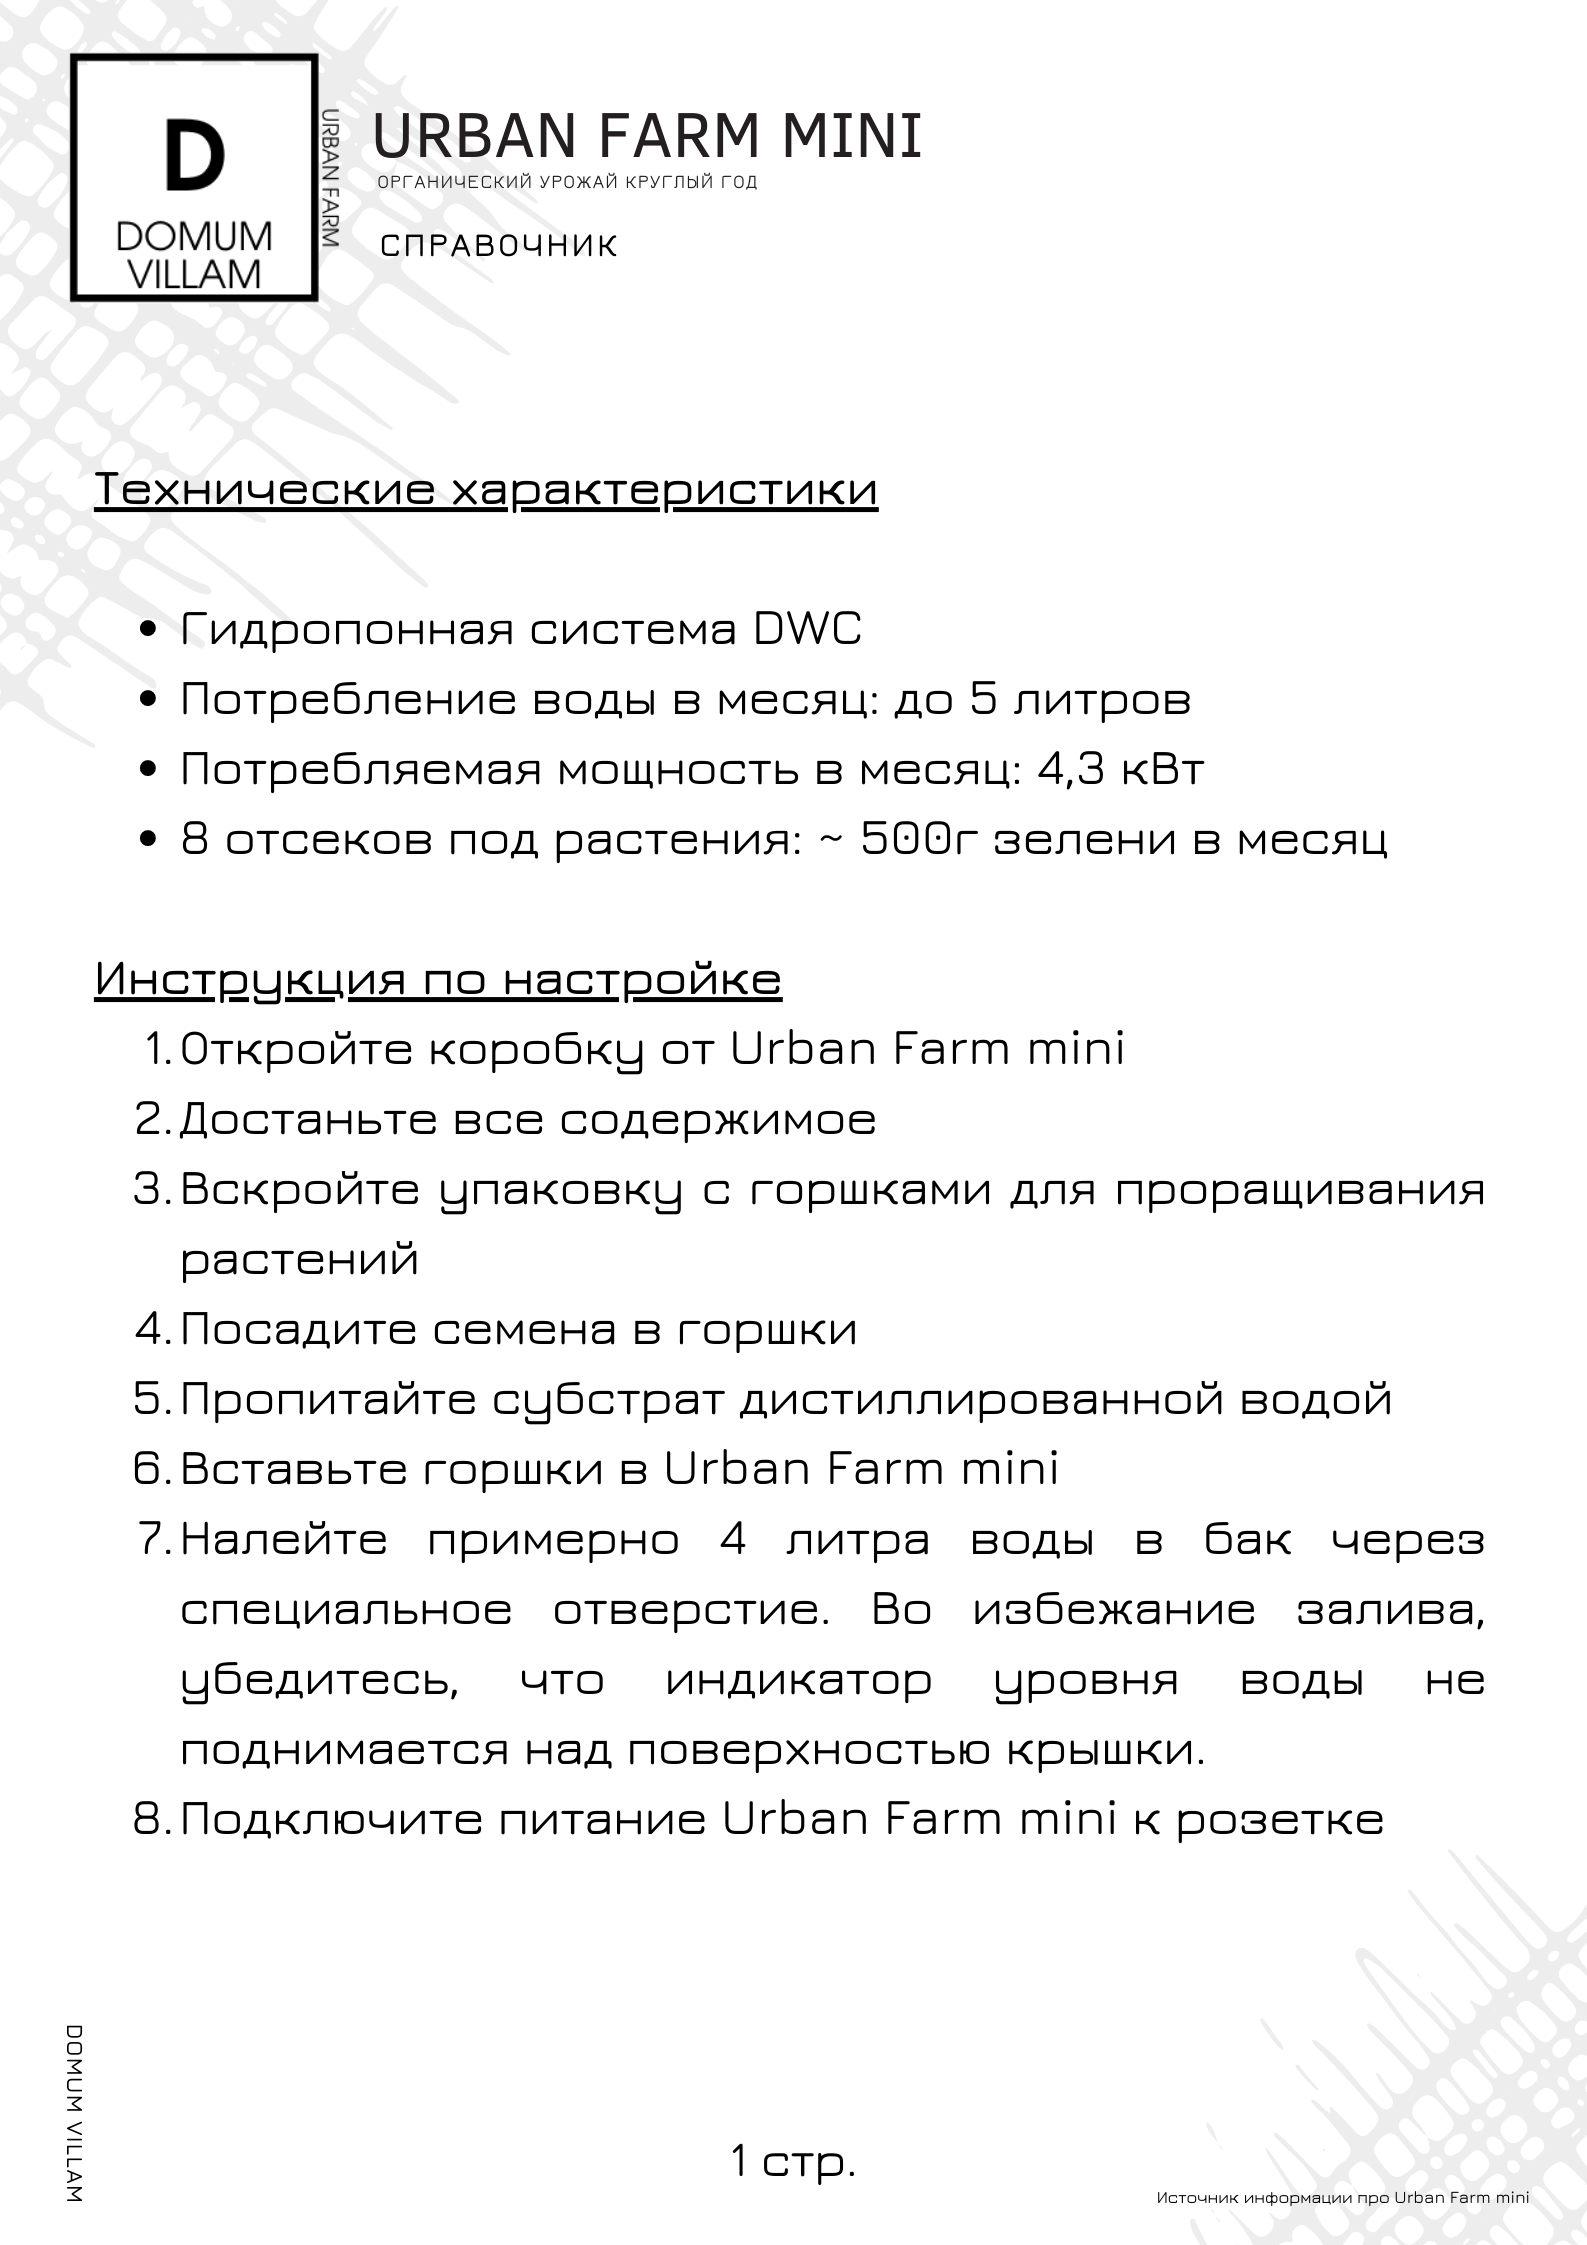 D
DOMUM
VILLAM
URBAN FARM
URBAN FARM MINI
ОРГАНИЧЕСКИЙ УРОЖАЙ КРУГЛЫЙ ГОД
СПРАВОЧНИК
Технические характеристики
• Гидропонная система DWC
• Потребление воды в месяц: до 5 литров
• Потребляемая мощность в месяц: 4,3 кВт
• 8 отсеков под растения: ~ 500г зелени в месяц
Инструкция по настройке
1. Откройте коробку от Urban Farm mini
2. Достаньте все содержимое
3. Вскройте упаковку с горшками для проращивания
растений
4. Посадите семена в горшки
5. Пропитайте субстрат дистиллированной водой
6. Вставьте горшки в Urban Farm mini
7. Налейте примерно 4 литра воды в бак через
специальное отверстие. Во избежание залива,
убедитесь, что индикатор уровня воды не
поднимается над поверхностью крышки.
8. Подключите питание Urban Farm mini к розетке
DOMUM VILLAM
1 стр.
Источник информации про Urban Farm mini